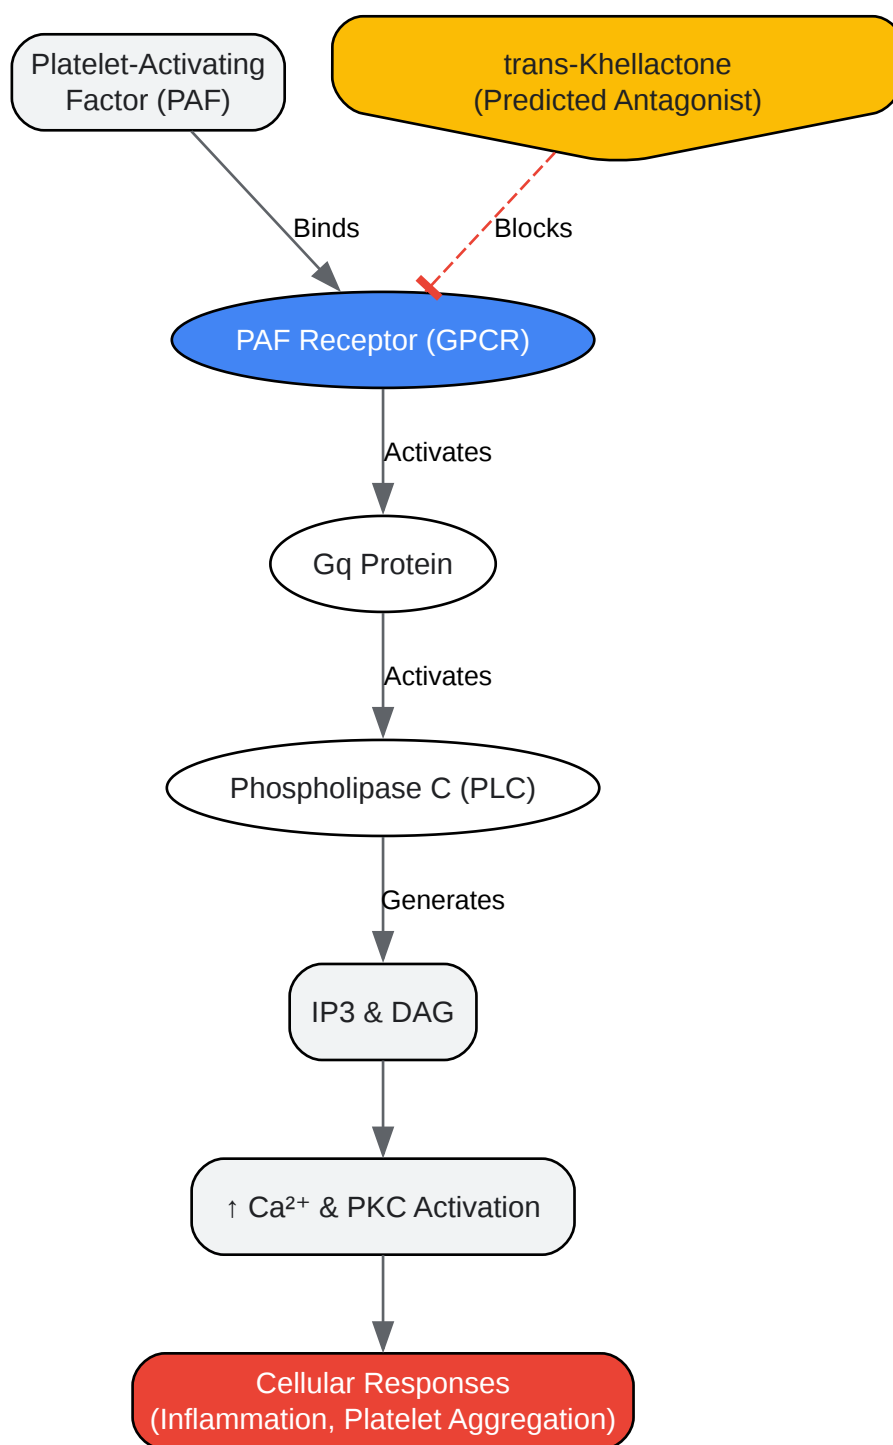 Platelet-Activating
Factor (PAF)
trans-Khellactone
(Predicted Antagonist)
Binds
Blocks
PAF Receptor (GPCR)
Activates
Gq Protein
Activates
Phospholipase C (PLC)
Generates
IP3 & DAG
↑ Ca²⁺ & PKC Activation
Cellular Responses
(Inflammation, Platelet Aggregation)